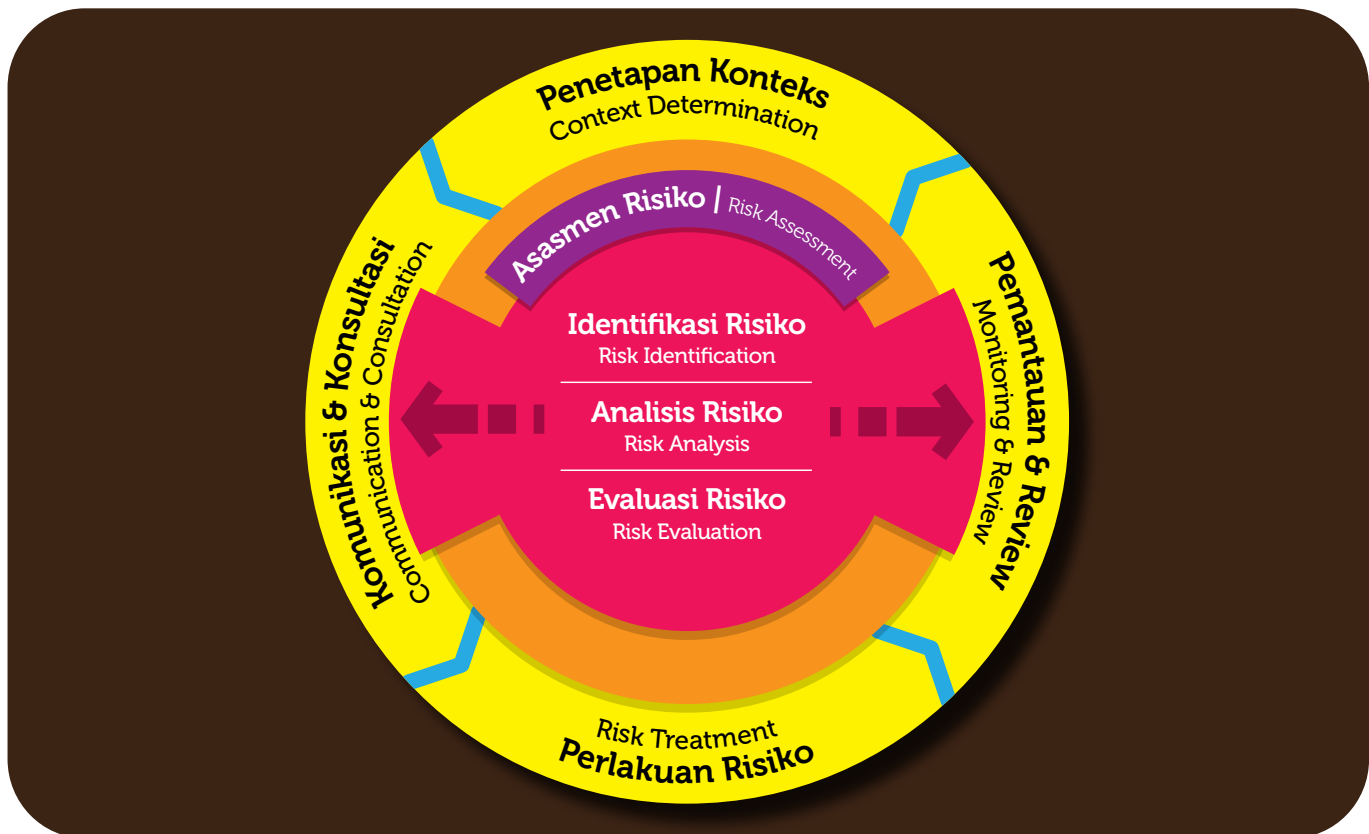 Penetapan Konteks
Context Determination
Asasmen Risiko | Risk Assessment
Komunikasi & Konsultasi
Communication & Consultation
Identifikasi Risiko
Risk Identification
Analisis Risiko
Risk Analysis
Evaluasi Risiko
Risk Evaluation
Pemantauan & Review
Monitoring & Review
Risk Treatment
Perlakuan Risiko